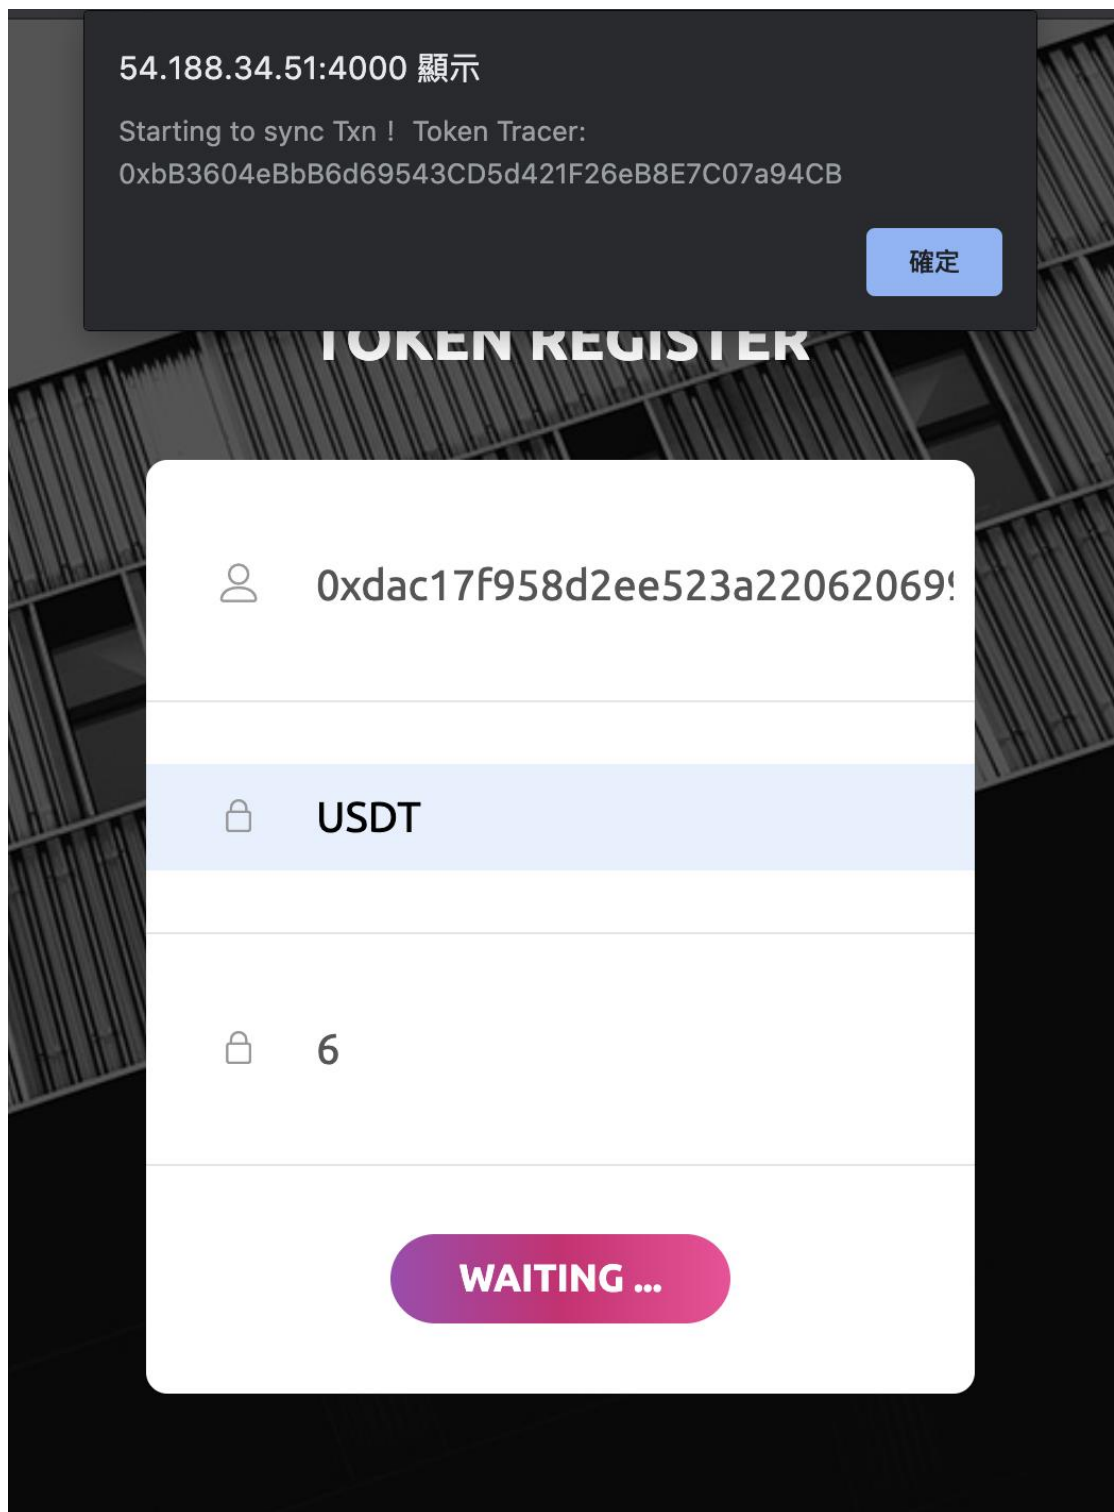 54.188.34.51:4000 顯示
Starting to sync Txn！ Token Tracer:
0xbB3604eBbB6d69543CD5d421F26eB8E7C07a94CB
確定
TOKEN REGISTER
0xdac17f958d2ee523a220620699
USDT
6
WAITING ...